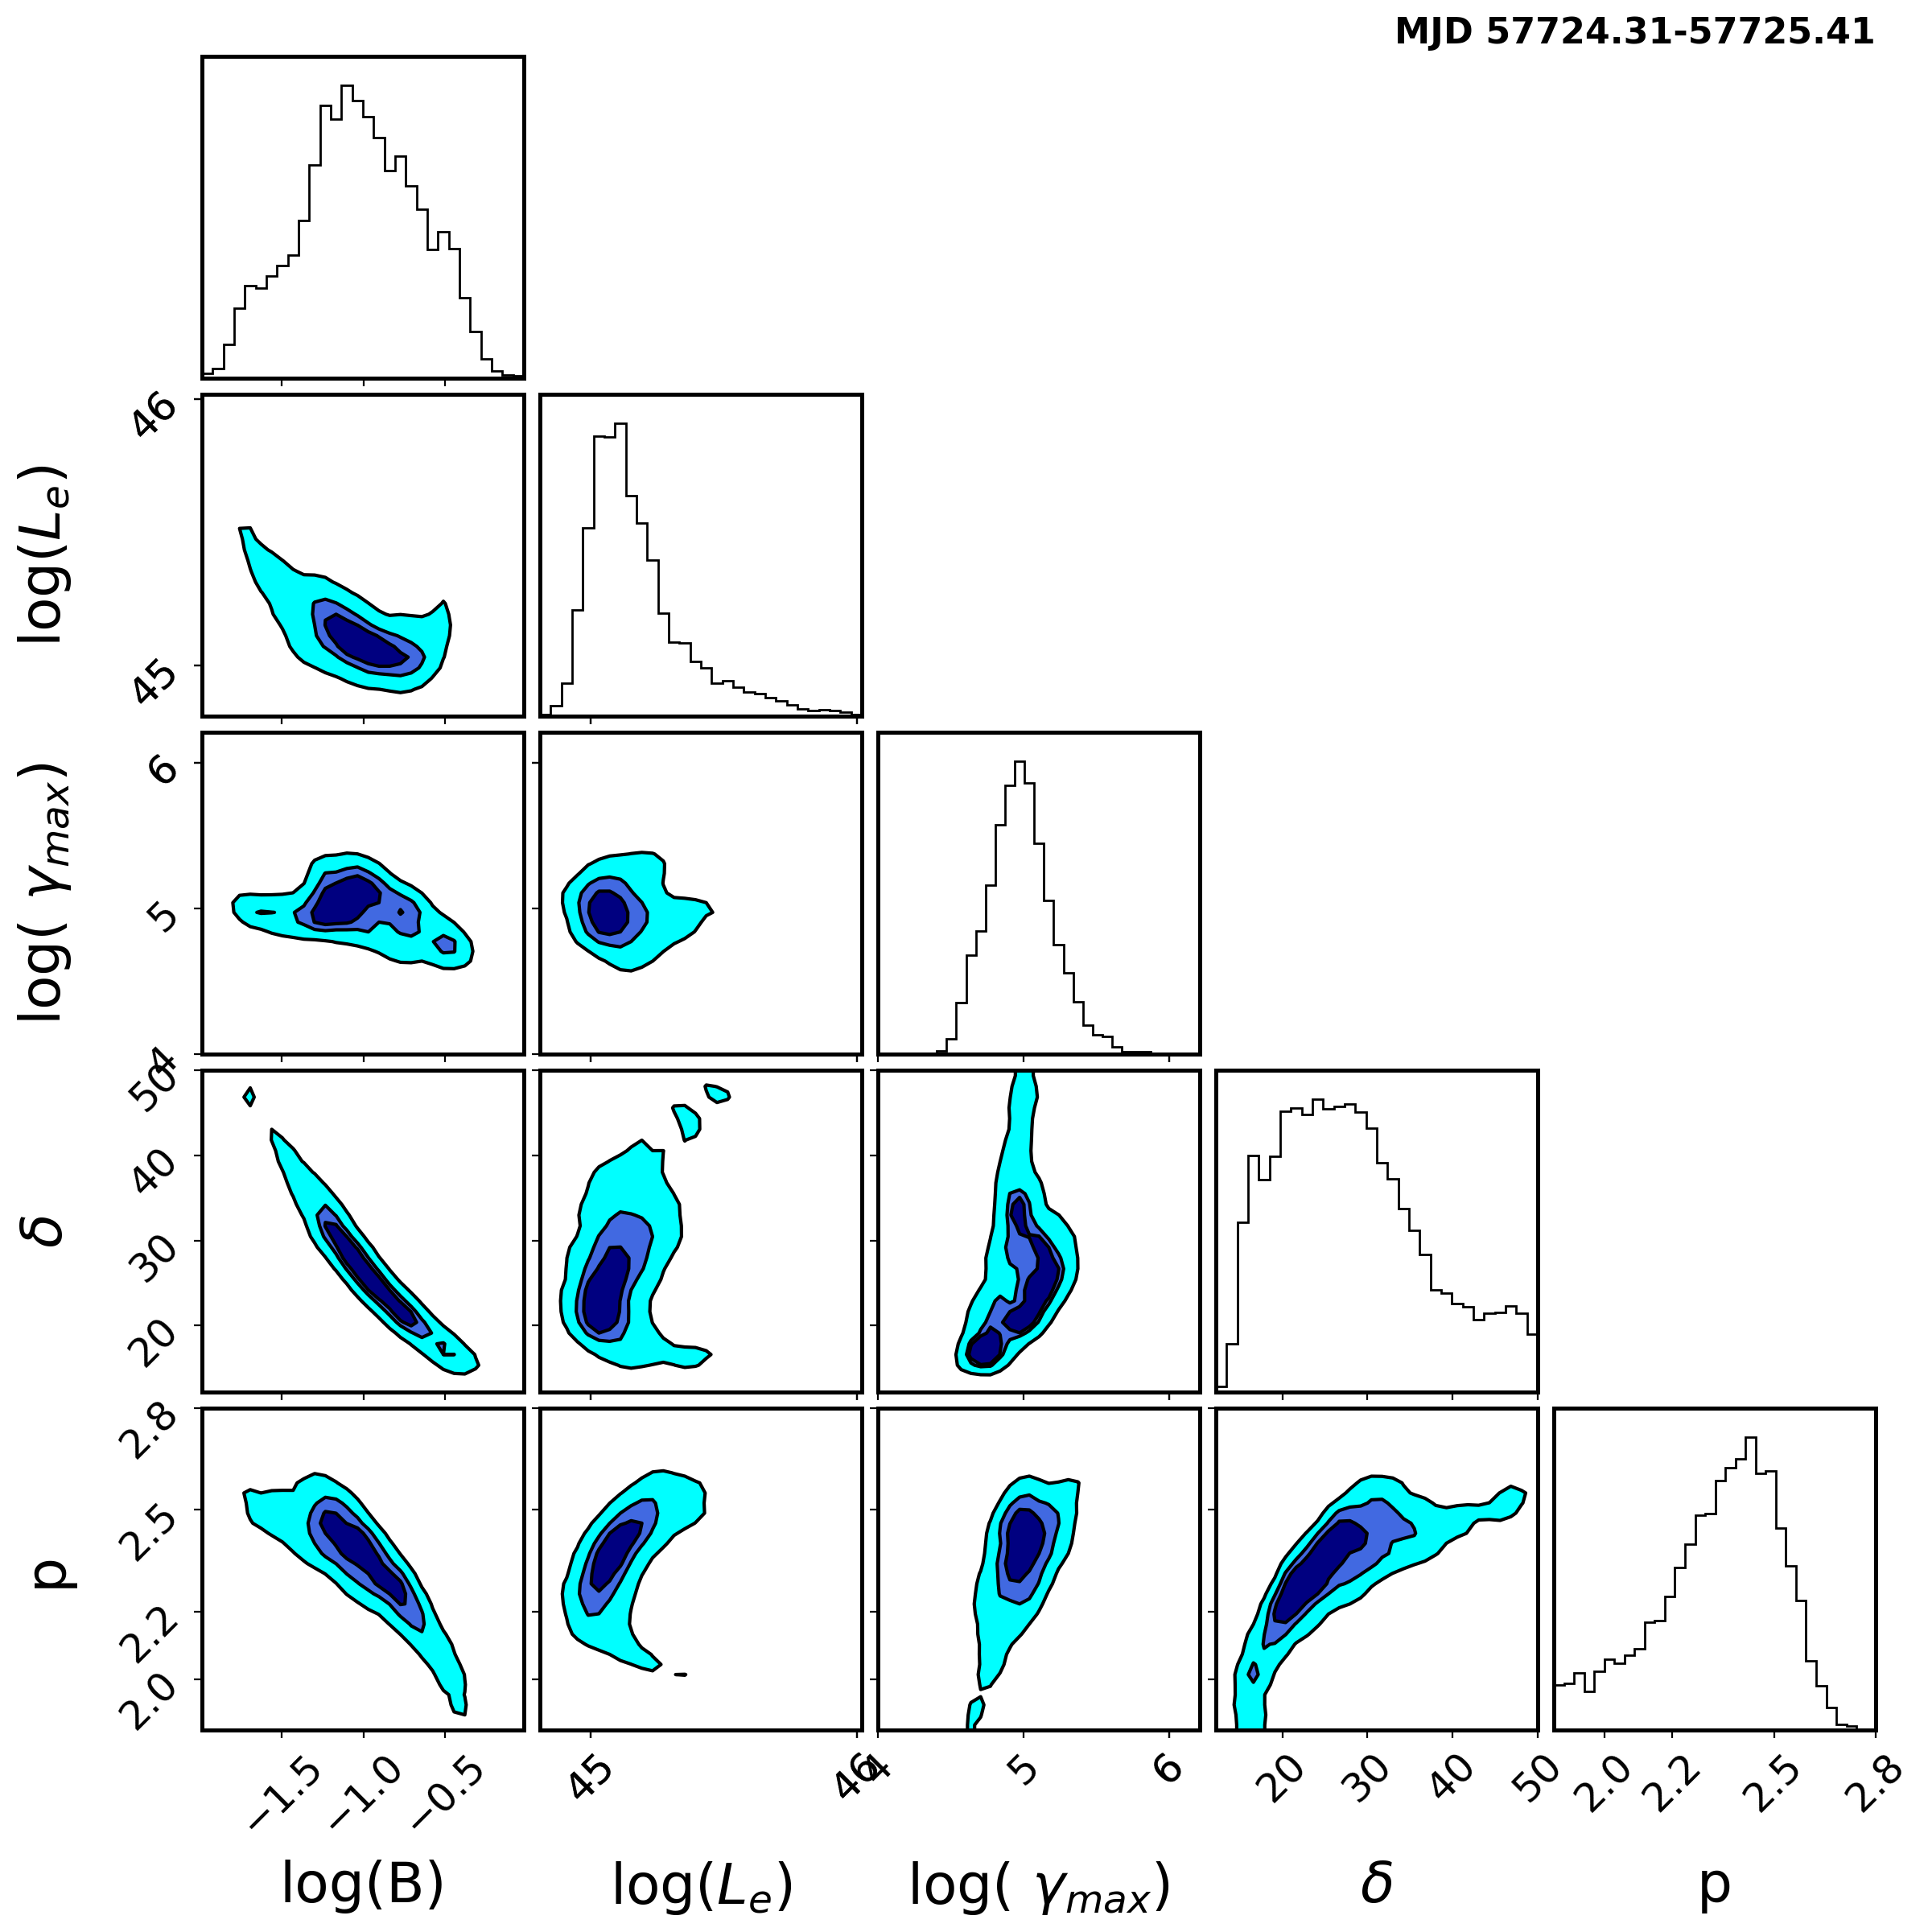 MJD 57724.31-57725.41
46
45
log(L_e)
6
5
4
log( γ_max)
50
40
30
20
δ
2.8
2.5
2.2
2.0
p
−1.5 −1.0 −0.5 45 46 4 5 6 20 30 40 50 2.0 2.2 2.5 2.8
log(B) log(L_e) log( γ_max) δ p